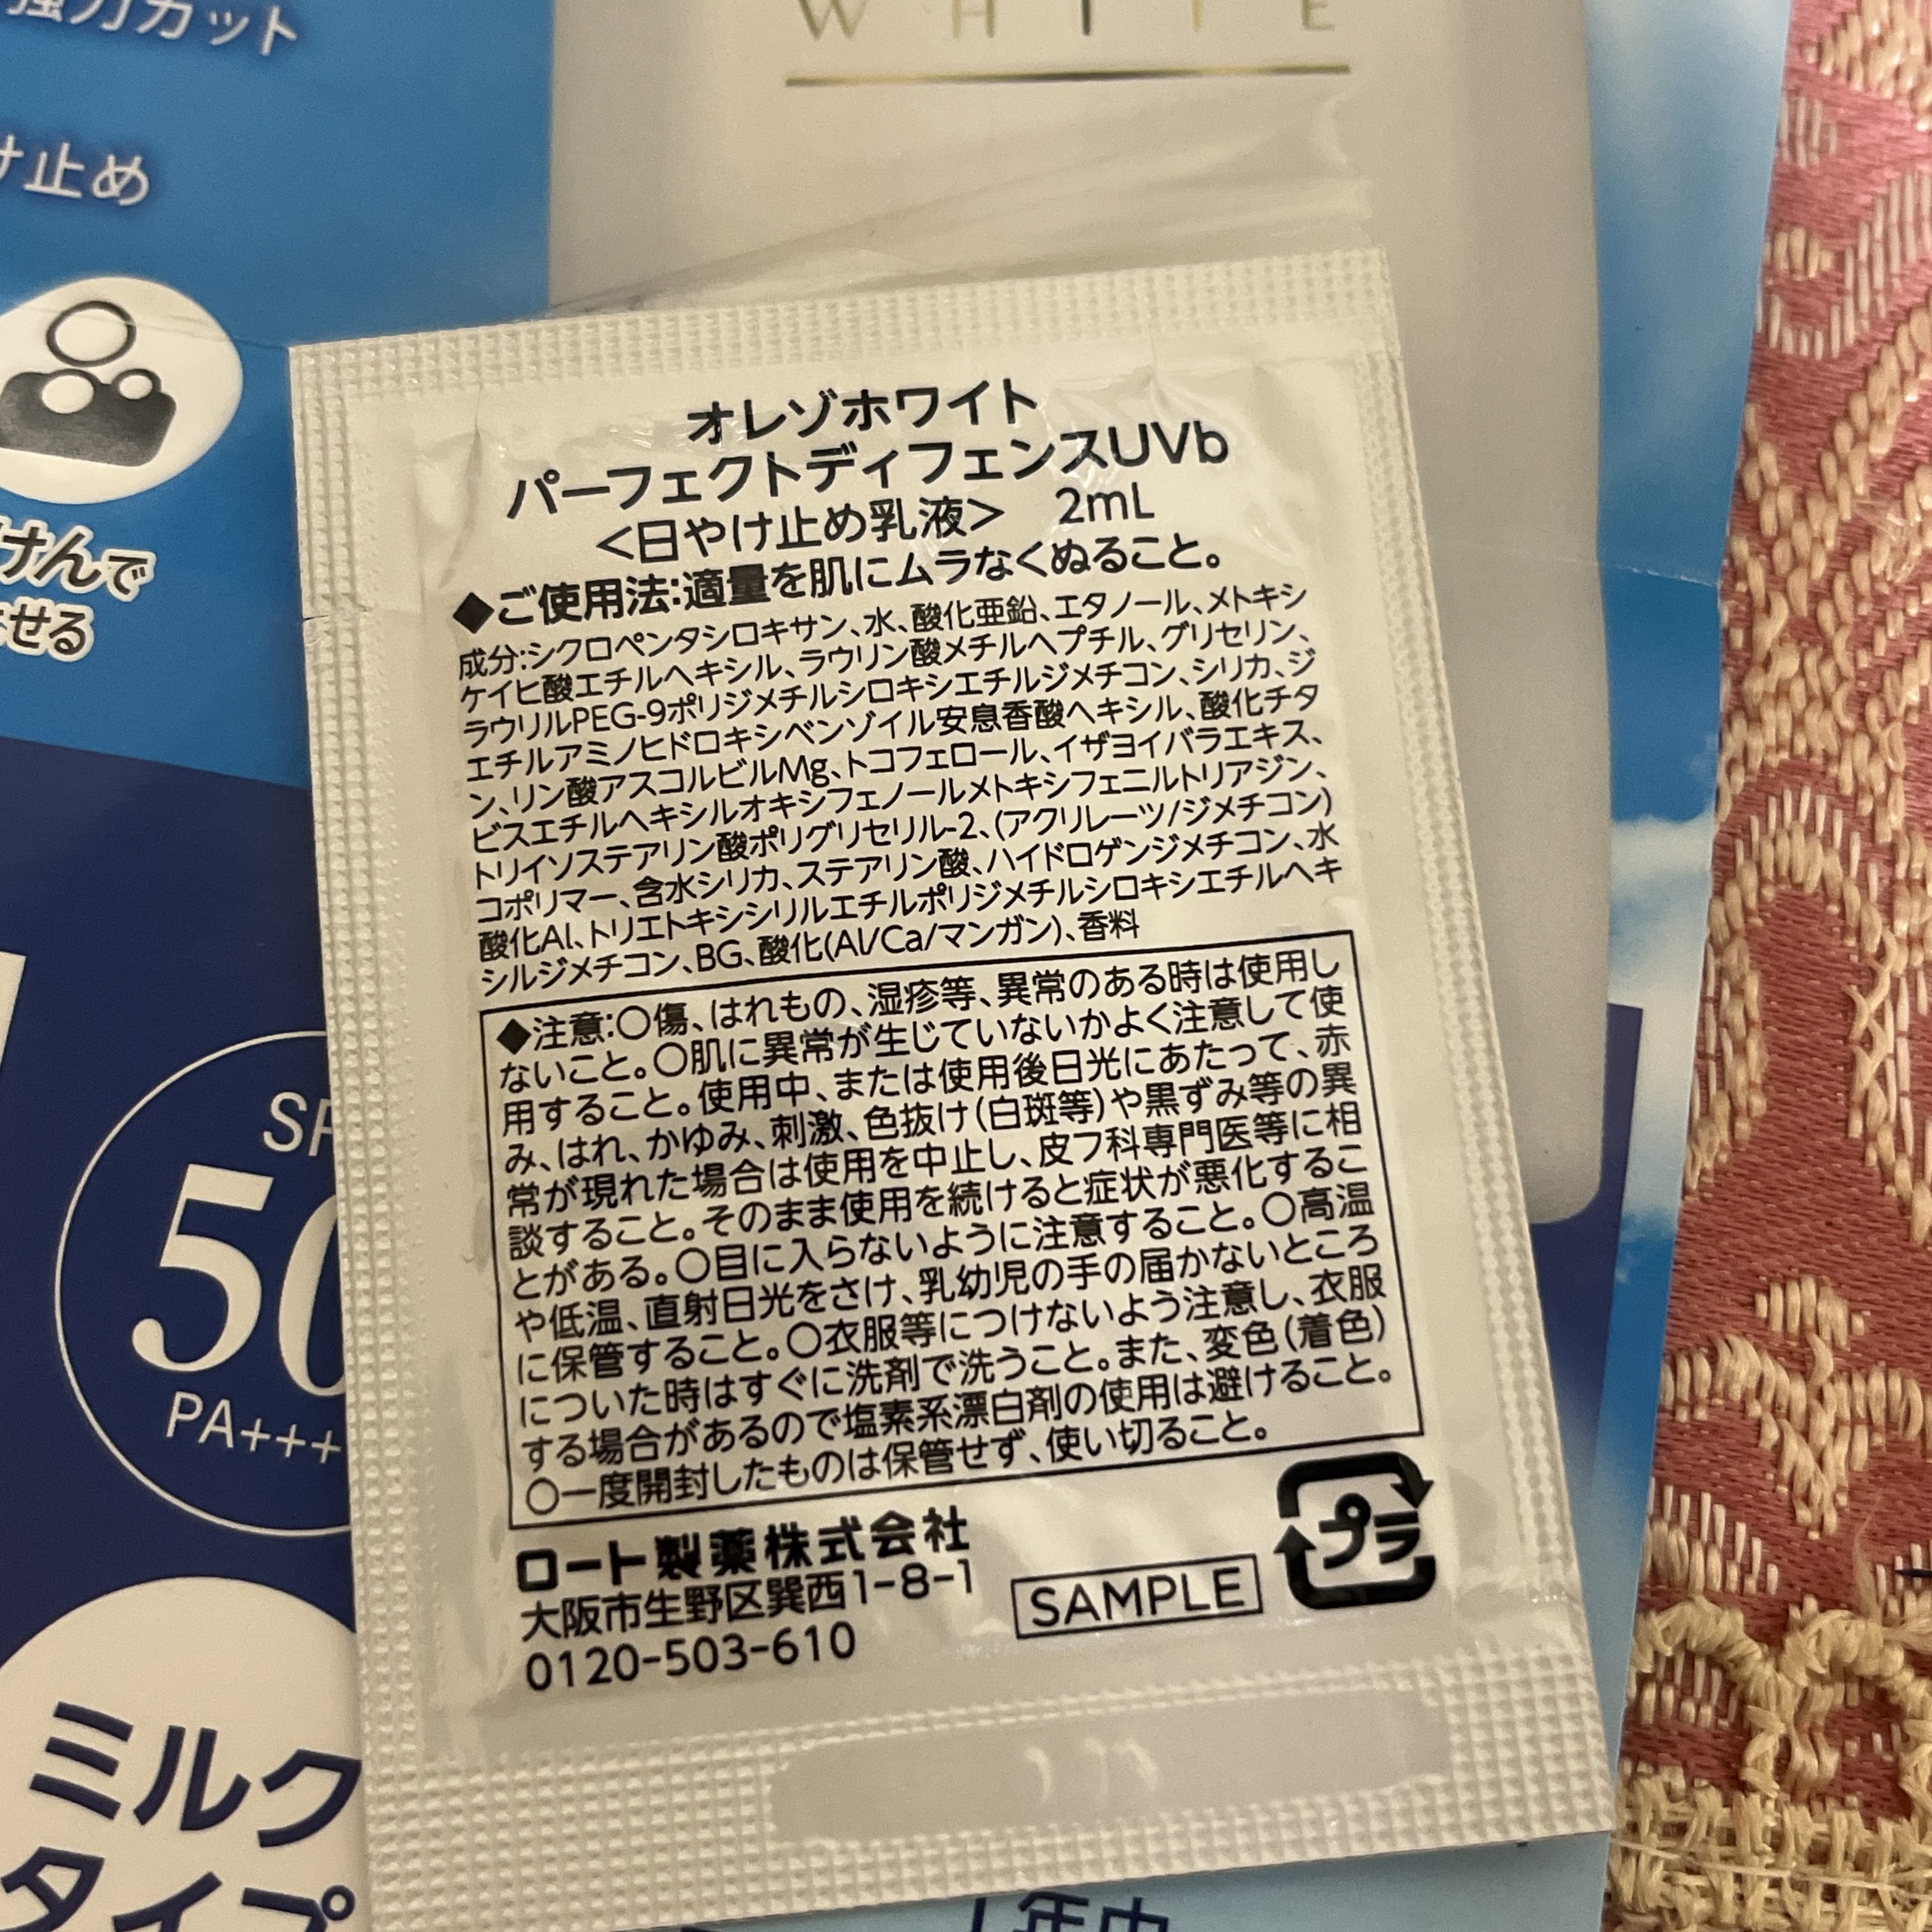 強力カット
WHITE
け止め
けんで
せる
SP
50
PA+++
ミルク
タイプ
オレゾホワイト
パーフェクトディフェンスUVb
<日やけ止め乳液> 2mL
◆ご使用法:適量を肌にムラなくぬること。
成分:シクロペンタシロキサン、水、酸化亜鉛、エタノール、メトキシ
ケイヒ酸エチルヘキシル、ラウリン酸メチルヘプチル、グリセリン、
ラウリルPEG-9ポリジメチルシロキシエチルジメチコン、シリカ、ジ
エチルアミノヒドロキシベンゾイル安息香酸ヘキシル、酸化チタ
ン、リン酸アスコルビルMg、トコフェロール、イザヨイバラエキス、
ビスエチルヘキシルオキシフェノールメトキシフェニルトリアジン、
トリイソステアリン酸ポリグリセリル-2、(アクリレーツ/ジメチコン)
コポリマー、含水シリカ、ステアリン酸、ハイドロゲンジメチコン、水
酸化Al、トリエトキシシリルエチルポリジメチルシロキシエチルヘキ
シルジメチコン、BG、酸化(Al/Ca/マンガン)、香料
◆注意:○傷、はれもの、湿疹等、異常のある時は使用し
ないこと。○肌に異常が生じていないかよく注意して使
用すること。使用中、または使用後日光にあたって、赤
み、はれ、かゆみ、刺激、色抜け(白斑等)や黒ずみ等の異
常が現れた場合は使用を中止し、皮フ科専門医等に相
談すること。そのまま使用を続けると症状が悪化するこ
とがある。○目に入らないように注意すること。○高温
や低温、直射日光をさけ、乳幼児の手の届かないところ
に保管すること。○衣服等につけないよう注意し、衣服
についた時はすぐに洗剤で洗うこと。また、変色(着色)
する場合があるので塩素系漂白剤の使用は避けること。
○一度開封したものは保管せず、使い切ること。
ロート製薬株式会社
大阪市生野区巽西1-8-1
0120-503-610
SAMPLE
プラ